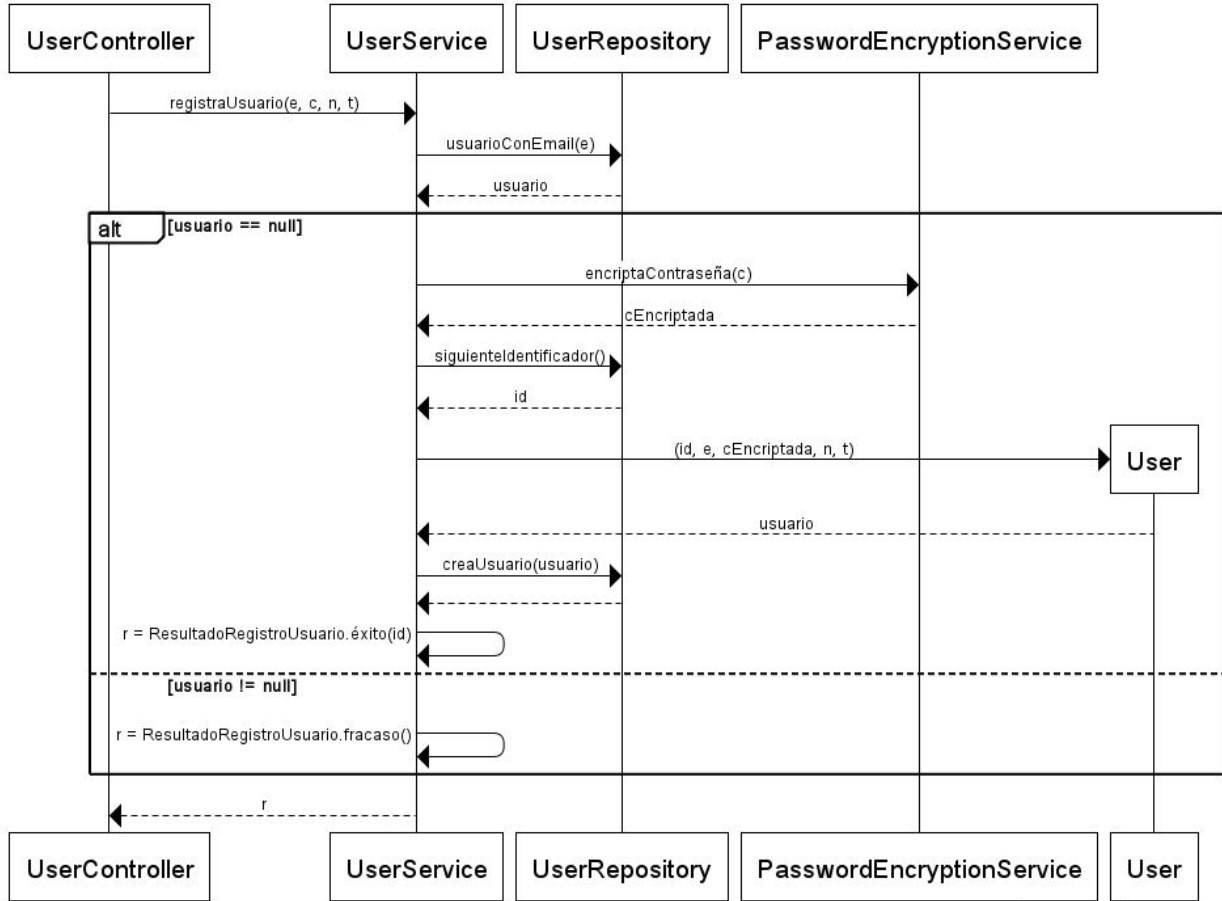 UserController
UserService
UserRepository
PasswordEncryptionService
registraUsuario(e, c, n, t)
usuarioConEmail(e)
usuario
alt
[usuario == null]
encriptaContraseña(c)
cEncriptada
siguienteIdentificador()
id
(id, e, cEncriptada, n, t)
User
usuario
creaUsuario(usuario)
r = ResultadoRegistroUsuario.éxito(id)
[usuario != null]
r = ResultadoRegistroUsuario.fracaso()
r
UserController
UserService
UserRepository
PasswordEncryptionService
User